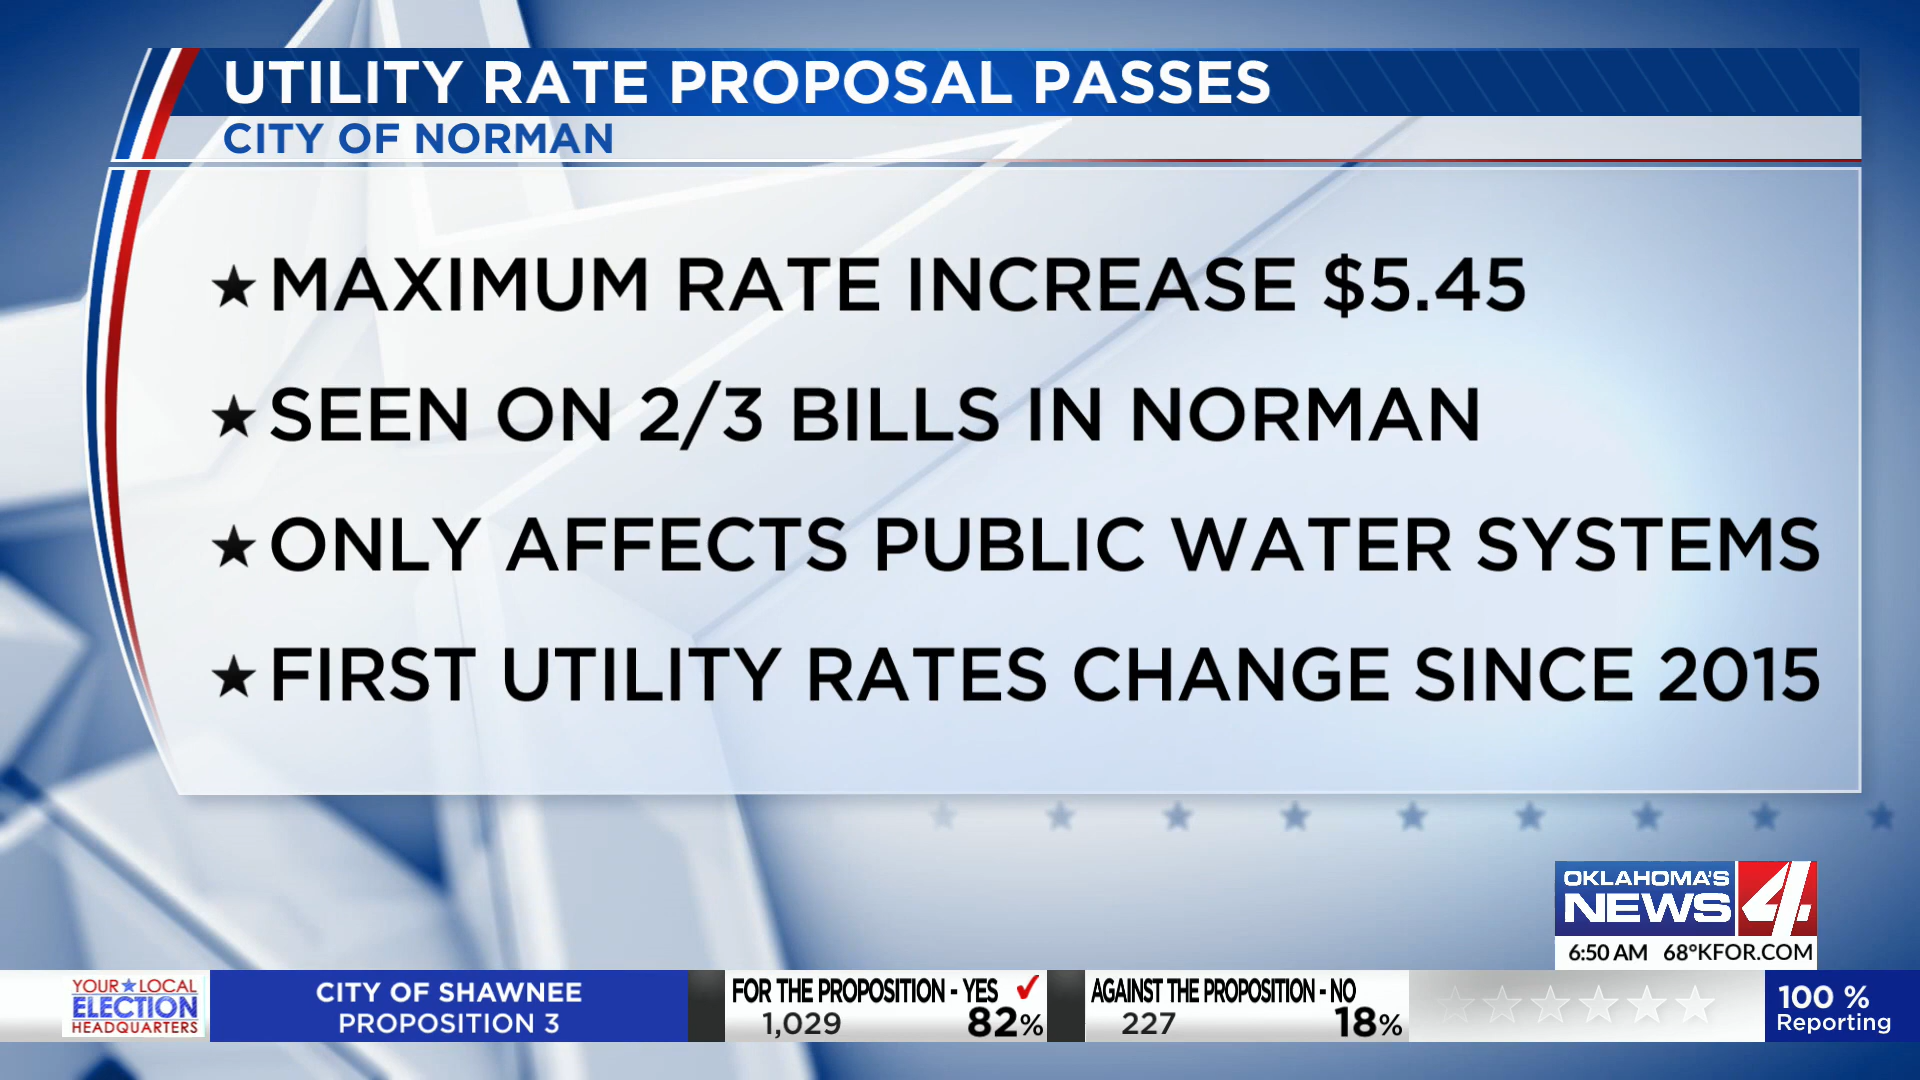 UTILITY RATE PROPOSAL PASSES
CITY OF NORMAN
★ MAXIMUM RATE INCREASE $5.45
★ SEEN ON 2/3 BILLS IN NORMAN
★ ONLY AFFECTS PUBLIC WATER SYSTEMS
★ FIRST UTILITY RATES CHANGE SINCE 2015
OKLAHOMA'S
NEWS 4
6:50 AM 68° KFOR.COM
YOUR★LOCAL
ELECTION
HEADQUARTERS
CITY OF SHAWNEE
PROPOSITION 3
FOR THE PROPOSITION - YES ✓
1,029 82%
AGAINST THE PROPOSITION - NO
227 18%
100 %
Reporting